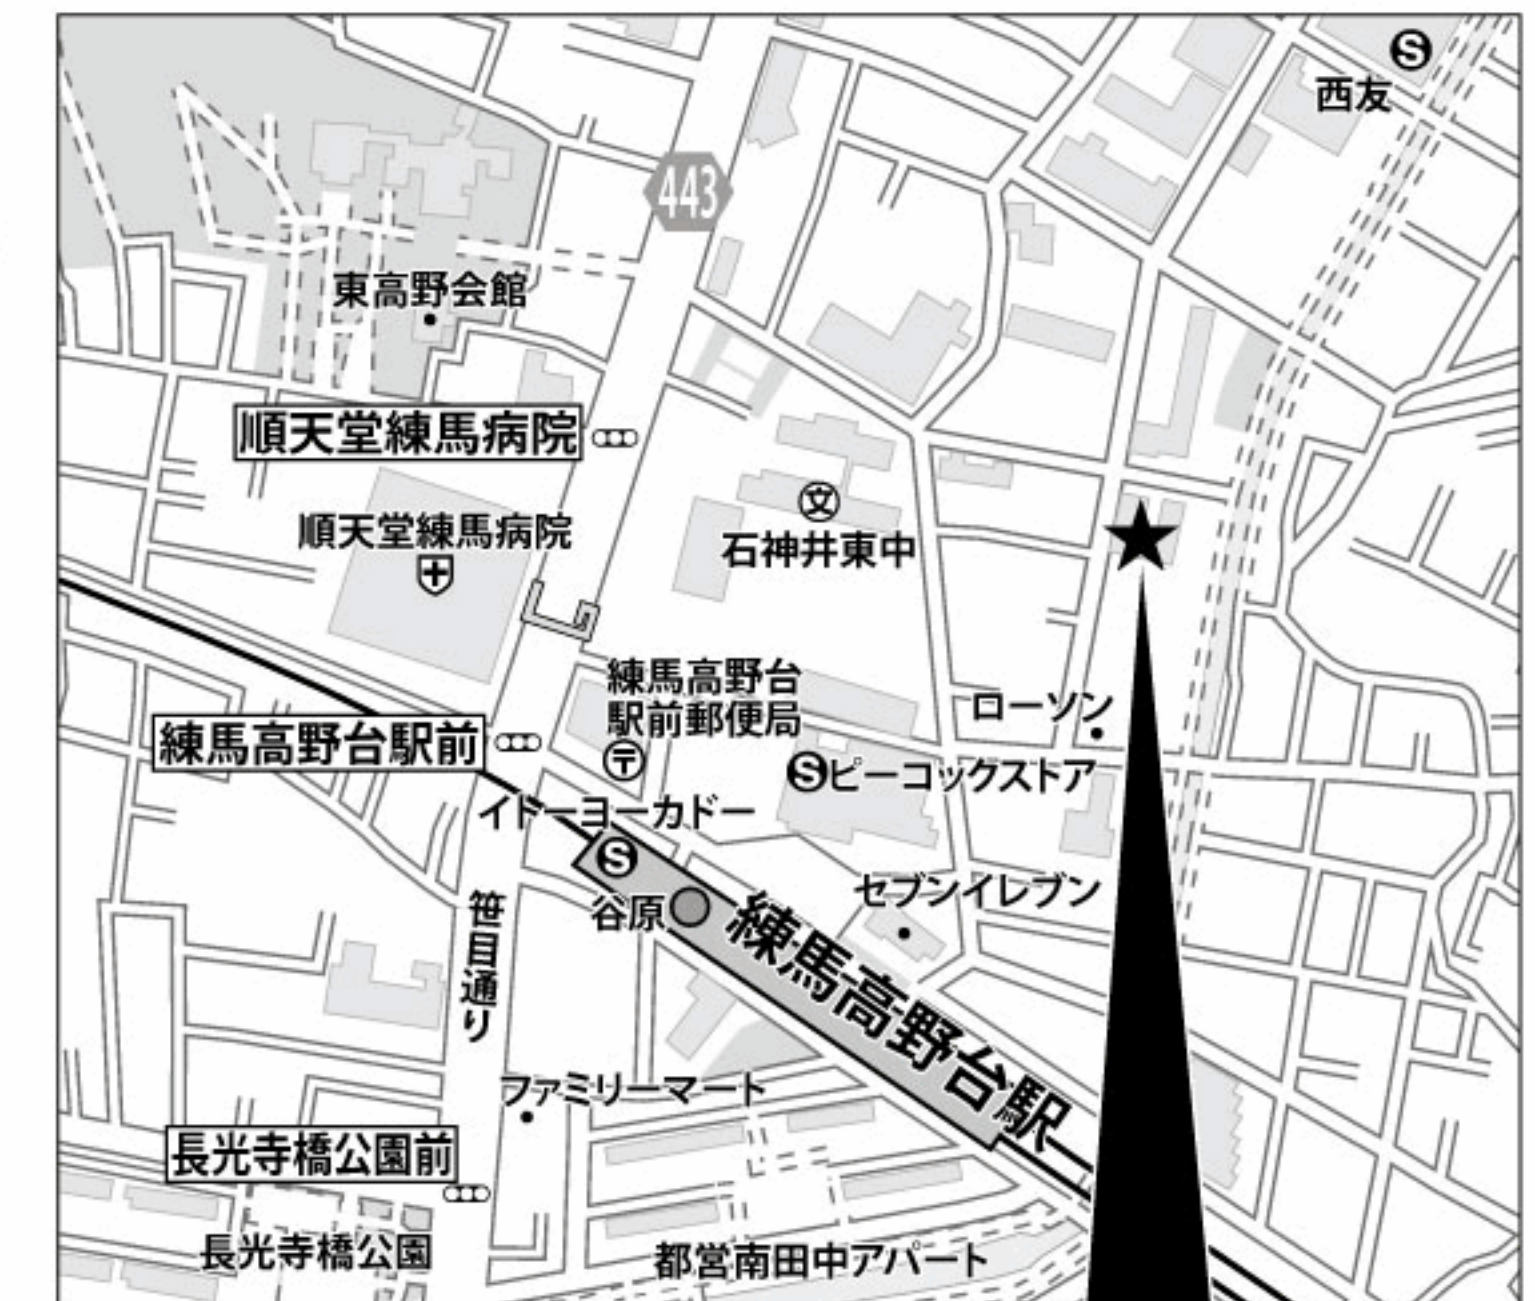 S
西友
443
東高野会館
順天堂練馬病院
文
石神井東中
順天堂練馬病院
練馬高野台
駅前郵便局
ローソン
練馬高野台駅前
〒
S ピーコックストア
イトーヨーカドー
S
谷原
セブンイレブン
練馬高野台駅
笹目通り
ファミリーマート
長光寺橋公園前
長光寺橋公園
都営南田中アパート